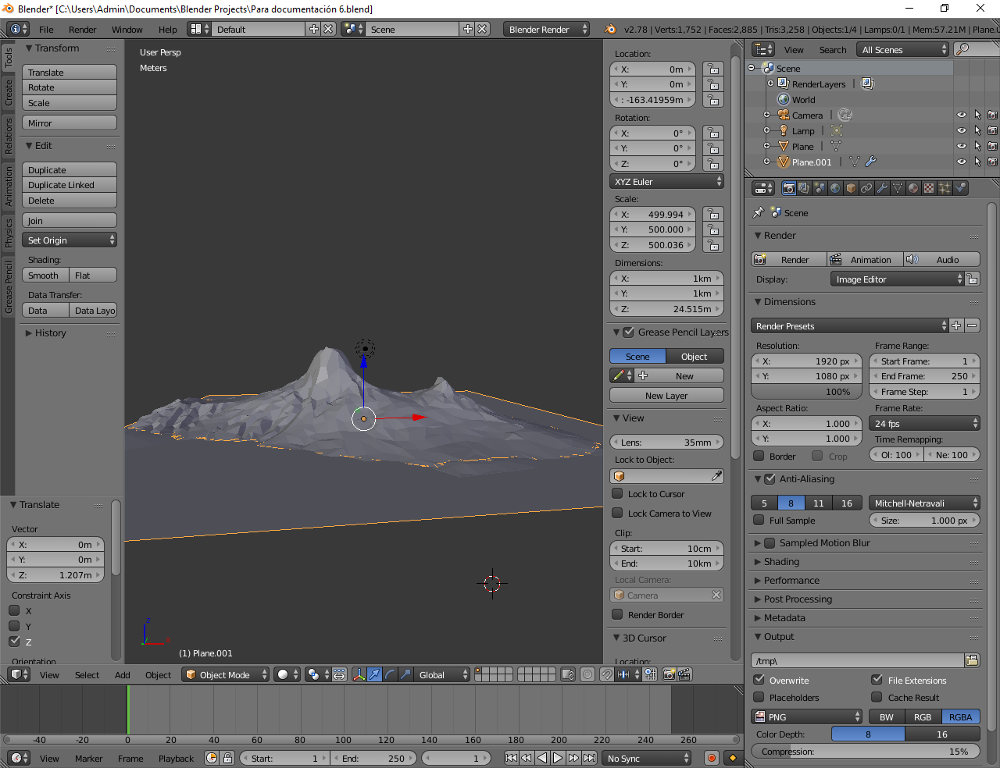 Blender* [C:\Users\Admin\Documents\Blender Projects\Para documentación 6.blend]
File Render Window Help Default Scene Blender Render v2.78 | Verts:1,752 | Faces:2,885 | Tris:3,258 | Objects:1/4 | Lamps:0/1 | Mem:57.21M | Plane.
Tools
Create
Relations
Animation
Physics
Grease Pencil
Transform
Translate
Rotate
Scale
Mirror
Edit
Duplicate
Duplicate Linked
Delete
Join
Set Origin
Shading:
Smooth Flat
Data Transfer:
Data Data Layo
History
Translate
Vector
X: 0m
Y: 0m
Z: 1.207m
Constraint Axis
X
Y
Z
Orientation
User Persp
Meters
z
x
(1) Plane.001
Location:
X: 0m
Y: 0m
: -163.41959m
Rotation:
X: 0°
Y: 0°
Z: 0°
XYZ Euler
Scale:
X: 499.994
Y: 500.000
Z: 500.036
Dimensions:
X: 1km
Y: 1km
Z: 24.515m
Grease Pencil Layers
Scene Object
New
New Layer
View
Lens: 35mm
Lock to Object:
Lock to Cursor
Lock Camera to View
Clip:
Start: 10cm
End: 10km
Local Camera:
Camera
Render Border
3D Cursor
Location:
View Search All Scenes
Scene
RenderLayers
World
Camera
Lamp
Plane
Plane.001
Scene
Render
Render Animation Audio
Display: Image Editor
Dimensions
Render Presets
Resolution: Frame Range:
X: 1920 px Start Frame: 1
Y: 1080 px End Frame: 250
100% Frame Step: 1
Aspect Ratio: Frame Rate:
X: 1.000 24 fps
Y: 1.000 Time Remapping:
Border Crop Ol: 100 Ne: 100
Anti-Aliasing
5 8 11 16 Mitchell-Netravali
Full Sample Size: 1.000 px
Sampled Motion Blur
Shading
Performance
Post Processing
Metadata
Output
/tmp\
Overwrite File Extensions
Placeholders Cache Result
PNG BW RGB RGBA
Color Depth: 8 16
Compression: 15%
View Select Add Object Object Mode Global
-40 -20 0 20 40 60 80 100 120 140 160 180 200 220 240 260
View Marker Frame Playback Start: 1 End: 250 1 No Sync